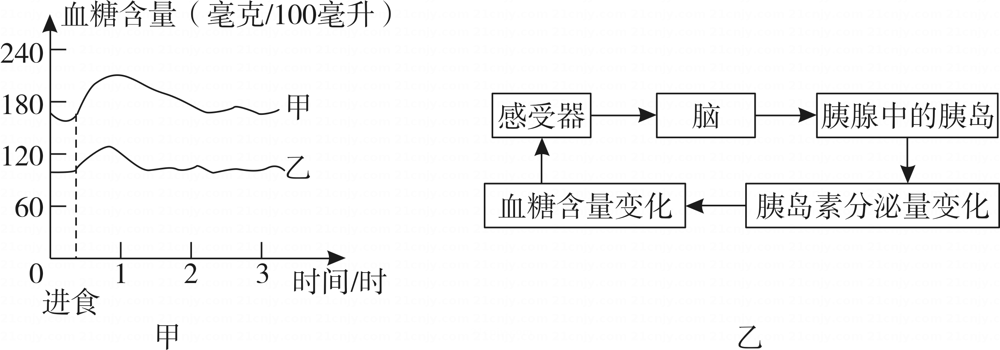 血糖含量（毫克/100毫升）
240
180
甲
120
乙
60
0
1
2
3
时间/时
进食
甲
感受器
脑
胰腺中的胰岛
血糖含量变化
胰岛素分泌量变化
乙